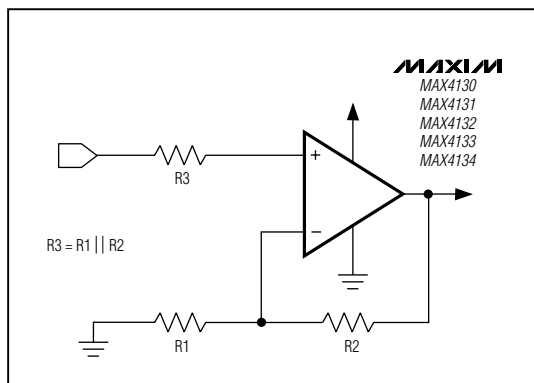 MAXIM
MAX4130
MAX4131
MAX4132
MAX4133
MAX4134
+
R3
R3 = R1 || R2
−
R1
R2